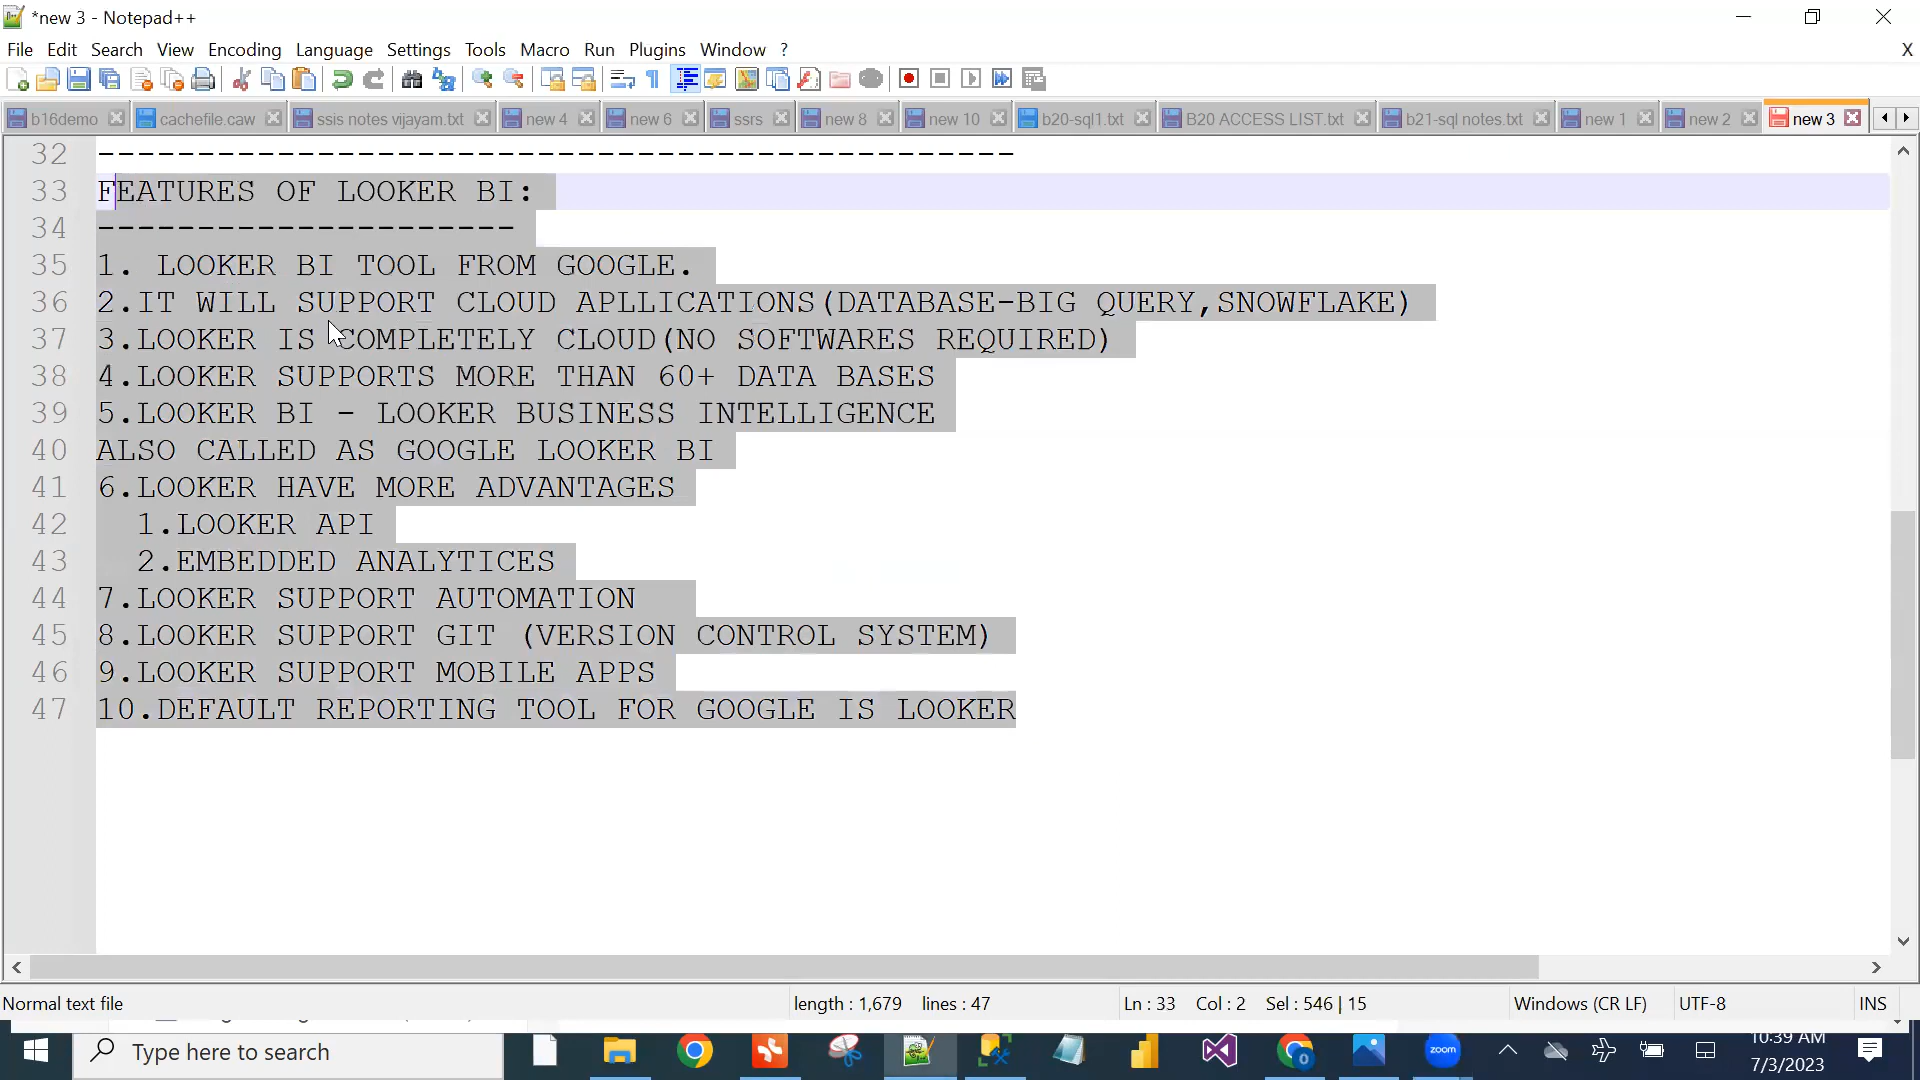 *new 3 - Notepad++
File Edit Search View Encoding Language Settings Tools Macro Run Plugins Window ? X
b16demo cachefile.caw ssis notes vijayam.txt new 4 new 6 ssrs new 8 new 10 b20-sql1.txt B20 ACCESS LIST.txt b21-sql notes.txt new 1 new 2 new 3
32 ----------------------------------------------
33 FEATURES OF LOOKER BI:
34 ---------------------
35 1. LOOKER BI TOOL FROM GOOGLE.
36 2.IT WILL SUPPORT CLOUD APLLICATIONS(DATABASE-BIG QUERY,SNOWFLAKE)
37 3.LOOKER IS COMPLETELY CLOUD(NO SOFTWARES REQUIRED)
38 4.LOOKER SUPPORTS MORE THAN 60+ DATA BASES
39 5.LOOKER BI - LOOKER BUSINESS INTELLIGENCE
40 ALSO CALLED AS GOOGLE LOOKER BI
41 6.LOOKER HAVE MORE ADVANTAGES
42 1.LOOKER API
43 2.EMBEDDED ANALYTICES
44 7.LOOKER SUPPORT AUTOMATION
45 8.LOOKER SUPPORT GIT (VERSION CONTROL SYSTEM)
46 9.LOOKER SUPPORT MOBILE APPS
47 10.DEFAULT REPORTING TOOL FOR GOOGLE IS LOOKER
Normal text file length : 1,679 lines : 47 Ln : 33 Col : 2 Sel : 546 | 15 Windows (CR LF) UTF-8 INS
Type here to search zoom 10:39 AM
7/3/2023